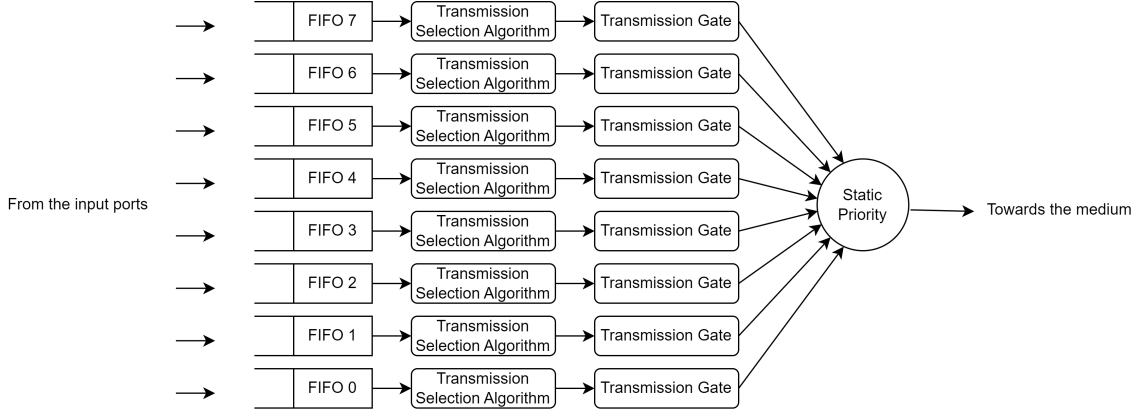 FIFO 7
Transmission
Selection Algorithm
Transmission Gate
FIFO 6
Transmission
Selection Algorithm
Transmission Gate
FIFO 5
Transmission
Selection Algorithm
Transmission Gate
FIFO 4
Transmission
Selection Algorithm
Transmission Gate
From the input ports
Static
Priority
Towards the medium
FIFO 3
Transmission
Selection Algorithm
Transmission Gate
FIFO 2
Transmission
Selection Algorithm
Transmission Gate
FIFO 1
Transmission
Selection Algorithm
Transmission Gate
FIFO 0
Transmission
Selection Algorithm
Transmission Gate